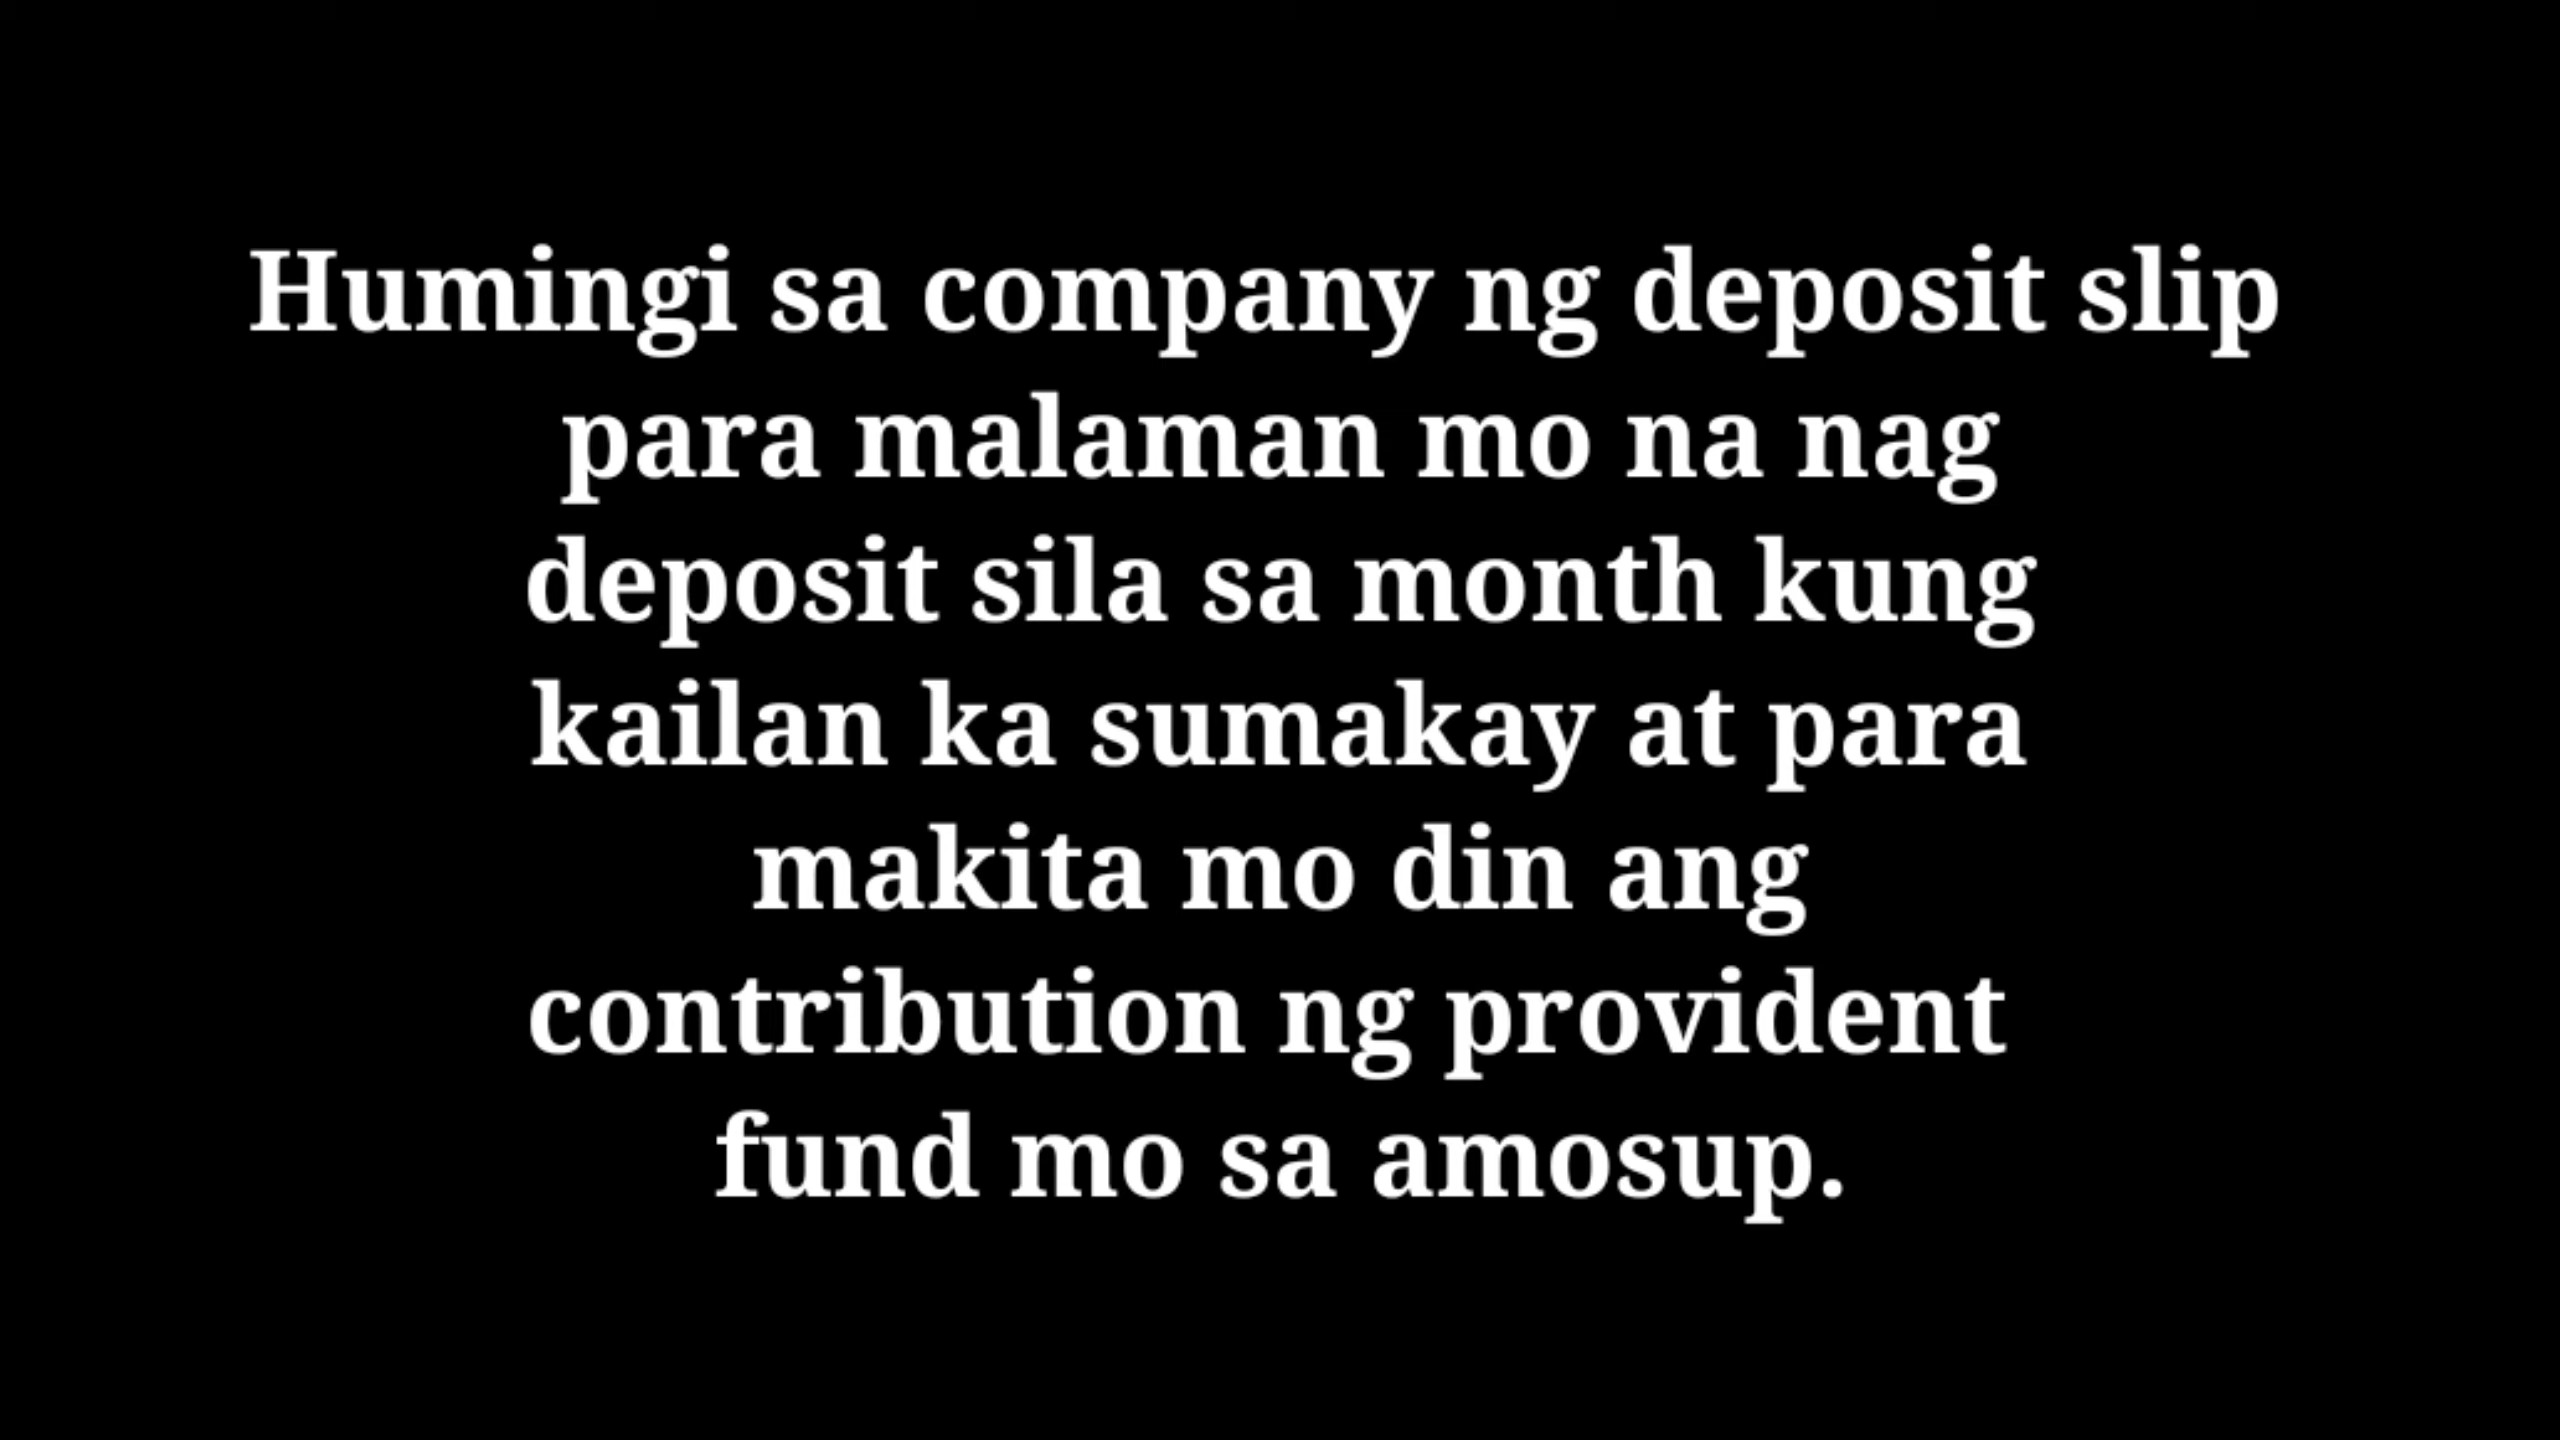 Humingi sa company ng deposit slip
para malaman mo na nag
deposit sila sa month kung
kailan ka sumakay at para
makita mo din ang
contribution ng provident
fund mo sa amosup.